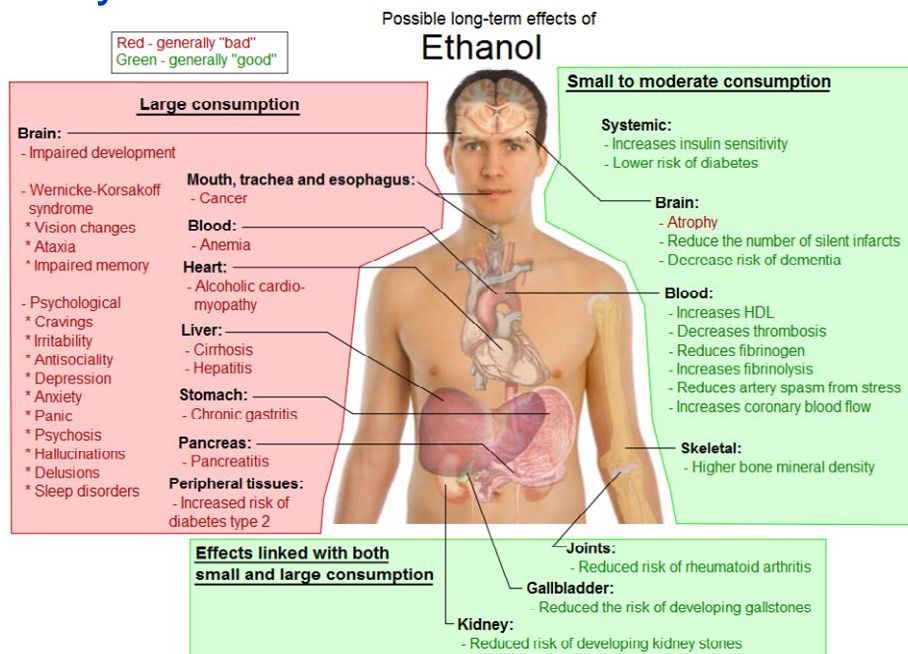 Possible long-term effects of
Ethanol
Red - generally "bad"
Green - generally "good"
Large consumption
Brain:
- Impaired development
- Wernicke-Korsakoff
syndrome
* Vision changes
* Ataxia
* Impaired memory
- Psychological
* Cravings
* Irritability
* Antisociality
* Depression
* Anxiety
* Panic
* Psychosis
* Hallucinations
* Delusions
* Sleep disorders
Mouth, trachea and esophagus:
- Cancer
Blood:
- Anemia
Heart:
- Alcoholic cardio-
myopathy
Liver:
- Cirrhosis
- Hepatitis
Stomach:
- Chronic gastritis
Pancreas:
- Pancreatitis
Peripheral tissues:
- Increased risk of
diabetes type 2
Small to moderate consumption
Systemic:
- Increases insulin sensitivity
- Lower risk of diabetes
Brain:
- Atrophy
- Reduce the number of silent infarcts
- Decrease risk of dementia
Blood:
- Increases HDL
- Decreases thrombosis
- Reduces fibrinogen
- Increases fibrinolysis
- Reduces artery spasm from stress
- Increases coronary blood flow
Skeletal:
- Higher bone mineral density
Effects linked with both
small and large consumption
Joints:
- Reduced risk of rheumatoid arthritis
Gallbladder:
- Reduced the risk of developing gallstones
Kidney:
- Reduced risk of developing kidney stones